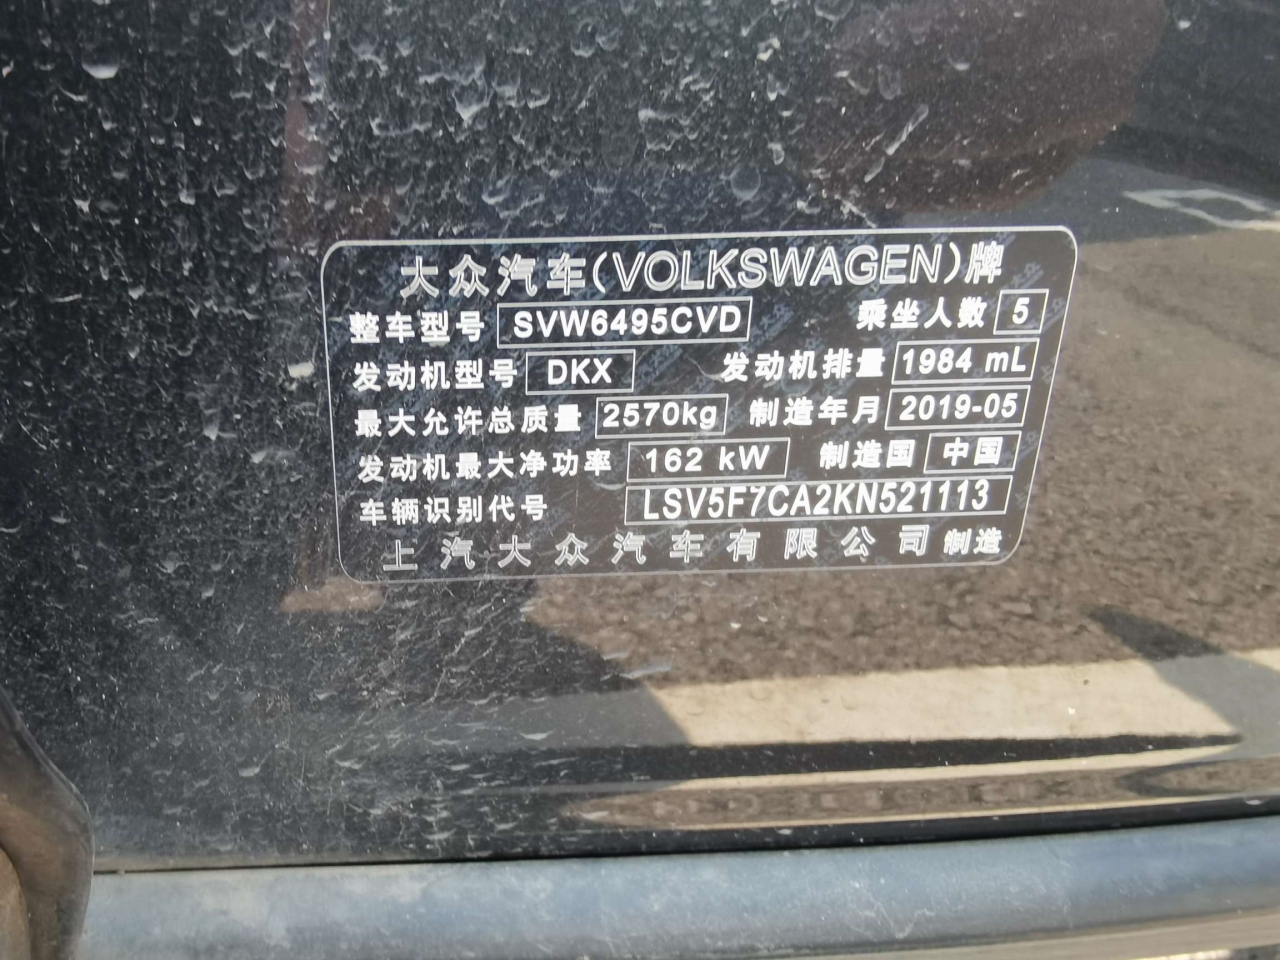 大众汽车(VOLKSWAGEN)牌
整车型号 SVW6495CVD 乘坐人数 5
发动机型号 DKX 发动机排量 1984 mL
最大允许总质量 2570kg 制造年月 2019-05
发动机最大净功率 162 kW 制造国 中国
车辆识别代号 LSV5F7CA2KN521113
上汽大众汽车有限公司 制造